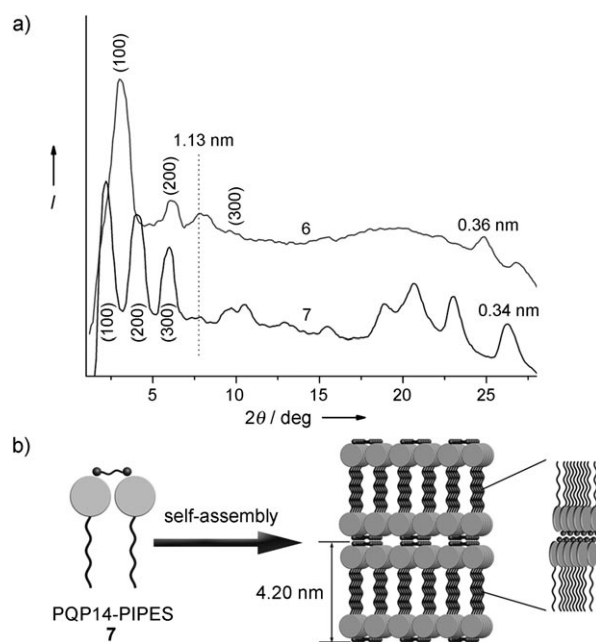 a)
(100)
1.13 nm
(200)
(300)
6
0.36 nm
I
(100)
(200)
(300)
7
0.34 nm
5
10
15
20
25
2θ / deg
b)
self-assembly
4.20 nm
PQP14-PIPES
7